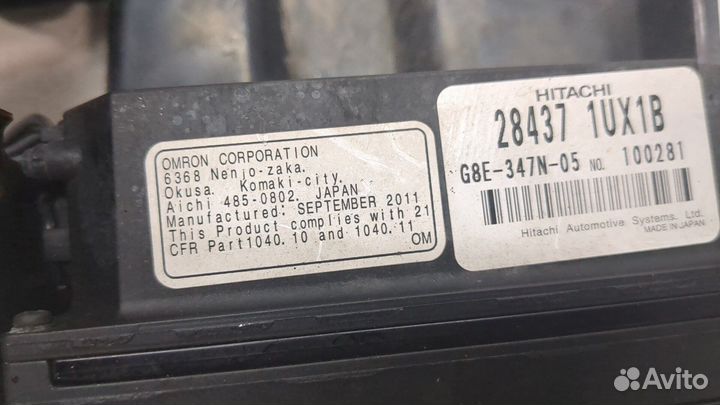 OMRON CORPORATION
6368 Nenjo-zaka.
Okusa. Komaki-city.
Aichi 485-0802. JAPAN
Manufactured: SEPTEMBER 2011
This Product complies with 21
CFR Part1040.10 and 1040.11
OM
HITACHI
28437 1UX1B
G8E-347N-05 NO. 100281
Hitachi Automotive Systems, Ltd.
MADE IN JAPAN
Avito